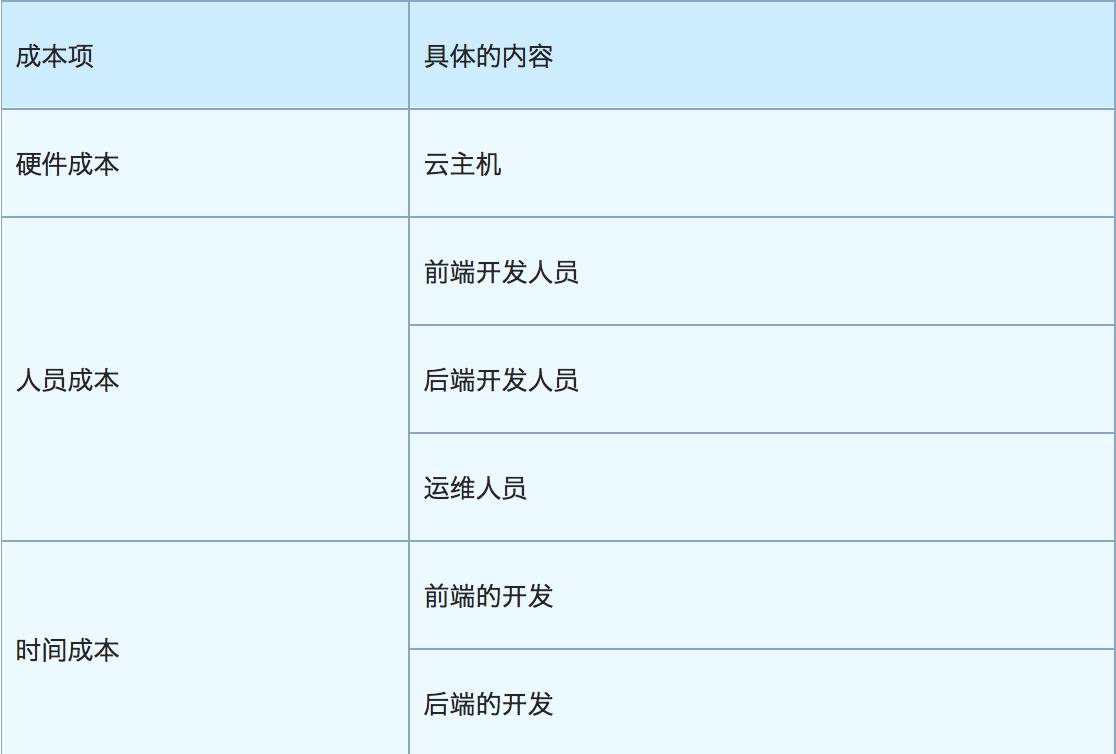 成本项
具体的内容
硬件成本
云主机
人员成本
前端开发人员
后端开发人员
运维人员
时间成本
前端的开发
后端的开发